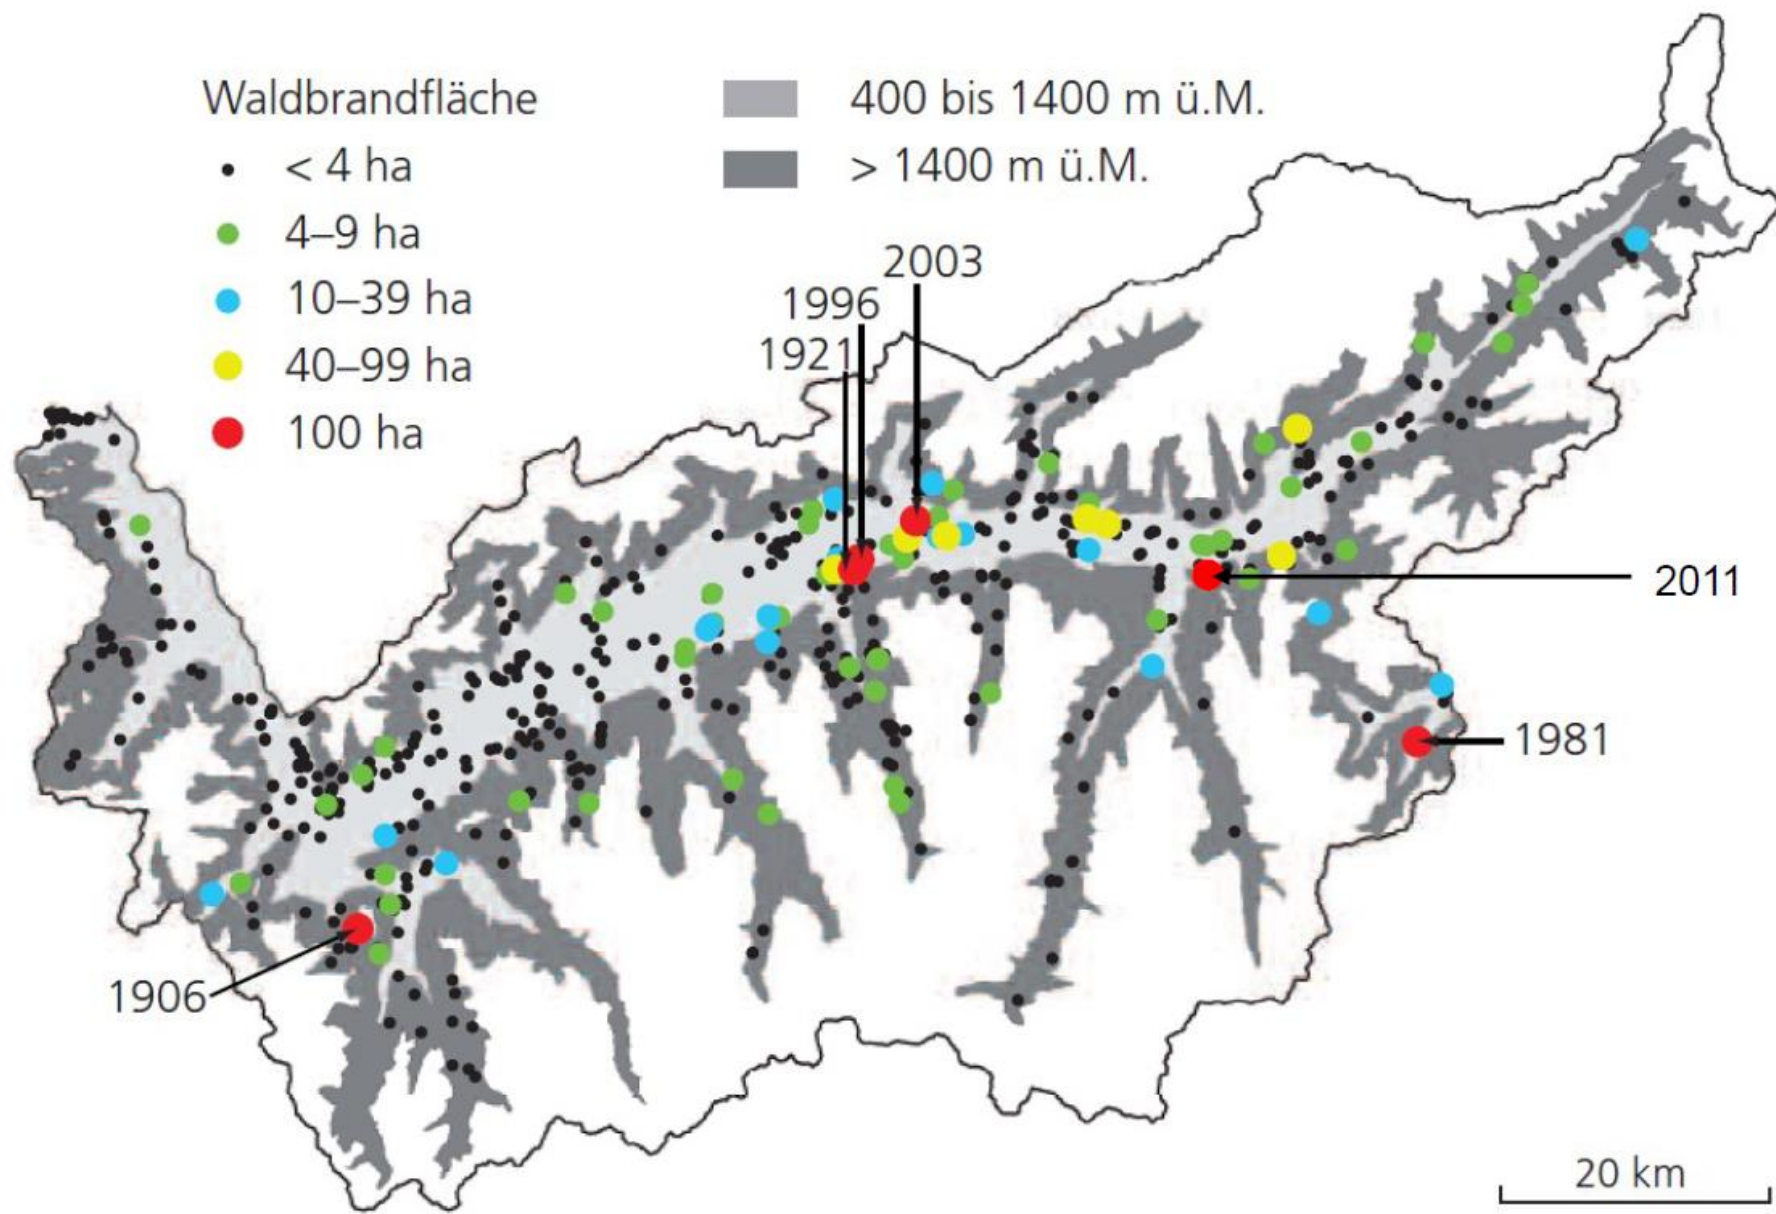 Waldbrandfläche
< 4 ha
4–9 ha
10–39 ha
40–99 ha
100 ha
400 bis 1400 m ü.M.
> 1400 m ü.M.
2003
1996
1921
2011
1981
1906
20 km